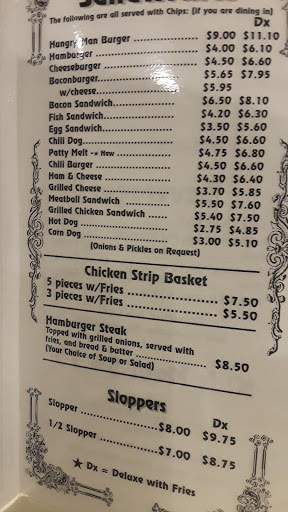 The following are all served with Chips: (if you are dining in)
Dx
Hungry Man Barger $9.00 $11.10
Hamburger $4.00 $6.10
Cheeseburger $4.50 $6.60
Baconbarger $5.65 $7.95
w/cheese $5.95
Bacon Sandwich $6.50 $8.10
Fish Sandwich $4.20 $6.30
Egg Sandwich $3.50 $5.60
Chili Dog $4.50 $6.60
Patty Melt -★ New $4.75 $6.80
Chili Barger $4.50 $6.60
Ham & Cheese $4.30 $6.40
Grilled Cheese $3.70 $5.85
Meatball Sandwich $5.50 $7.60
Grilled Chicken Sandwich $5.40 $7.50
Hot Dog $2.75 $4.85
Corn Dog $3.00 $5.10
(Onions & Pickles on Request)
Chicken Strip Basket
5 pieces w/Fries $7.50
3 pieces w/Fries $5.50
Hamburger Steak
Topped with grilled onions, served with
fries, and bread & butter $8.50
(Your Choice of Soup or Salad)
Sloppers
Dx
Slopper $8.00 $9.75
1/2 Slopper $7.00 $8.75
★ Dx = Deluxe with Fries